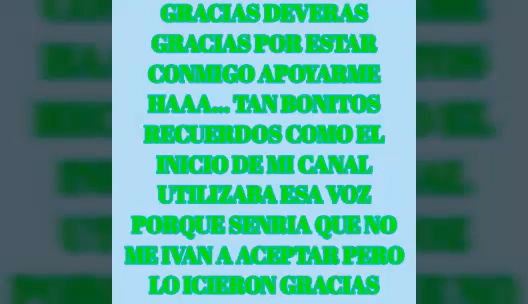 GRACIAS DEVERAS
GRACIAS POR ESTAR
CONMIGO APOYARME
HAAA... TAN BONITOS
RECUERDOS COMO EL
INICIO DE MI CANAL
UTILIZABA ESA VOZ
PORQUE SENRIA QUE NO
ME IVAN A ACEPTAR PERO
LO ICIERON GRACIAS